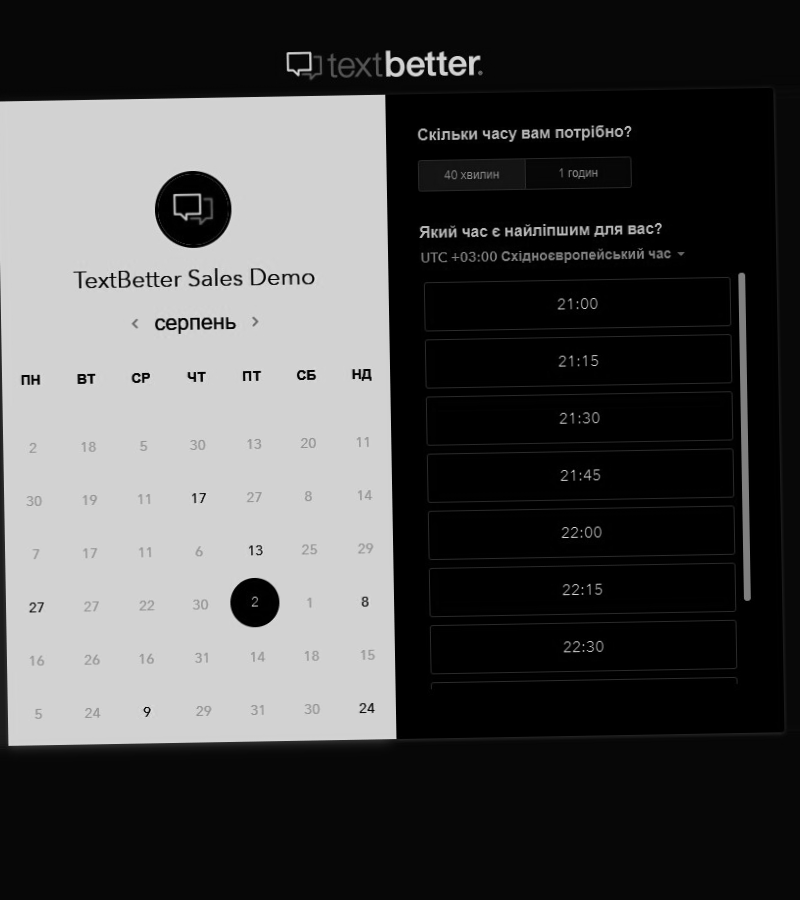 textbetter.
TextBetter Sales Demo
серпень
ПН ВТ СР ЧТ ПТ СБ НД
2 18 5 30 13 20 11
30 19 11 17 27 8 14
7 17 11 6 13 25 29
27 27 22 30 2 1 8
16 26 16 31 14 18 15
5 24 9 29 31 30 24
Скільки часу вам потрібно?
40 хвилин 1 годин
Який час є найліпшим для вас?
UTC +03:00 Східноєвропейський час
21:00
21:15
21:30
21:45
22:00
22:15
22:30